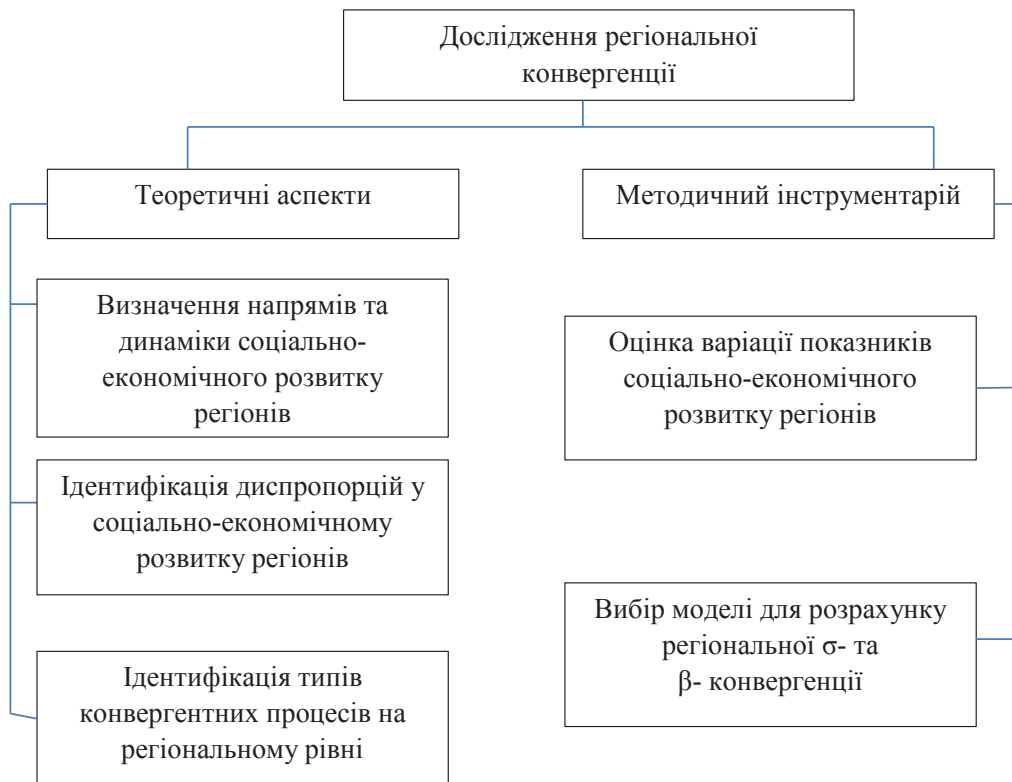 Дослідження регіональної
конвергенції
Теоретичні аспекти
Визначення напрямів та
динаміки соціально-
економічного розвитку
регіонів
Ідентифікація диспропорцій у
соціально-економічному
розвитку регіонів
Ідентифікація типів
конвергентних процесів на
регіональному рівні
Методичний інструментарій
Оцінка варіації показників
соціально-економічного
розвитку регіонів
Вибір моделі для розрахунку
регіональної σ- та
β- конвергенції